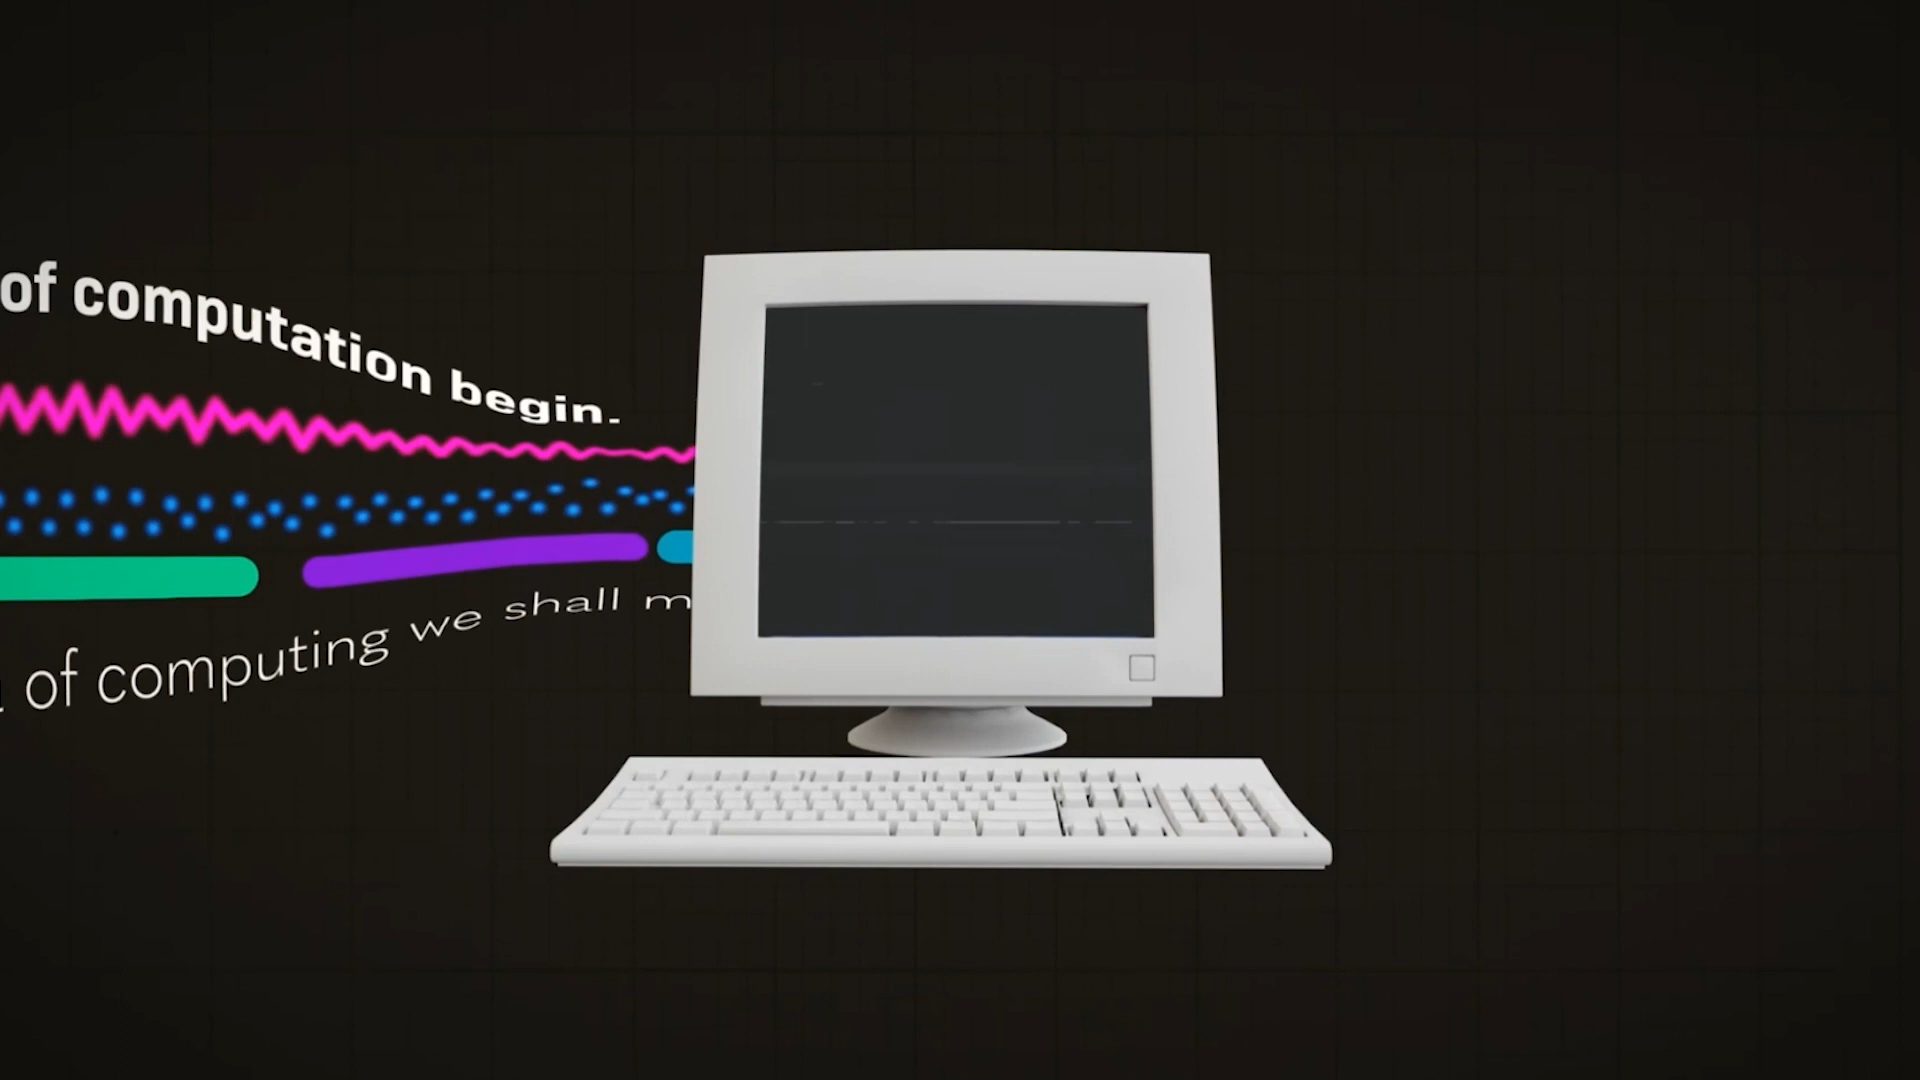 of computation begin.
of computing we shall m